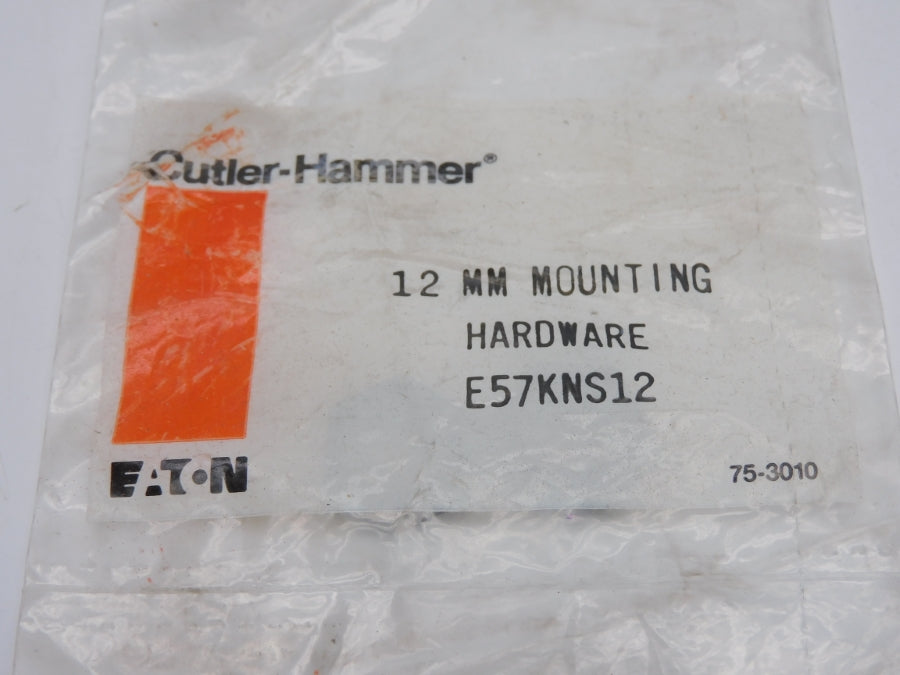 Cutler-Hammer®
12 MM MOUNTING
HARDWARE
E57KNS12
EATON
75-3010